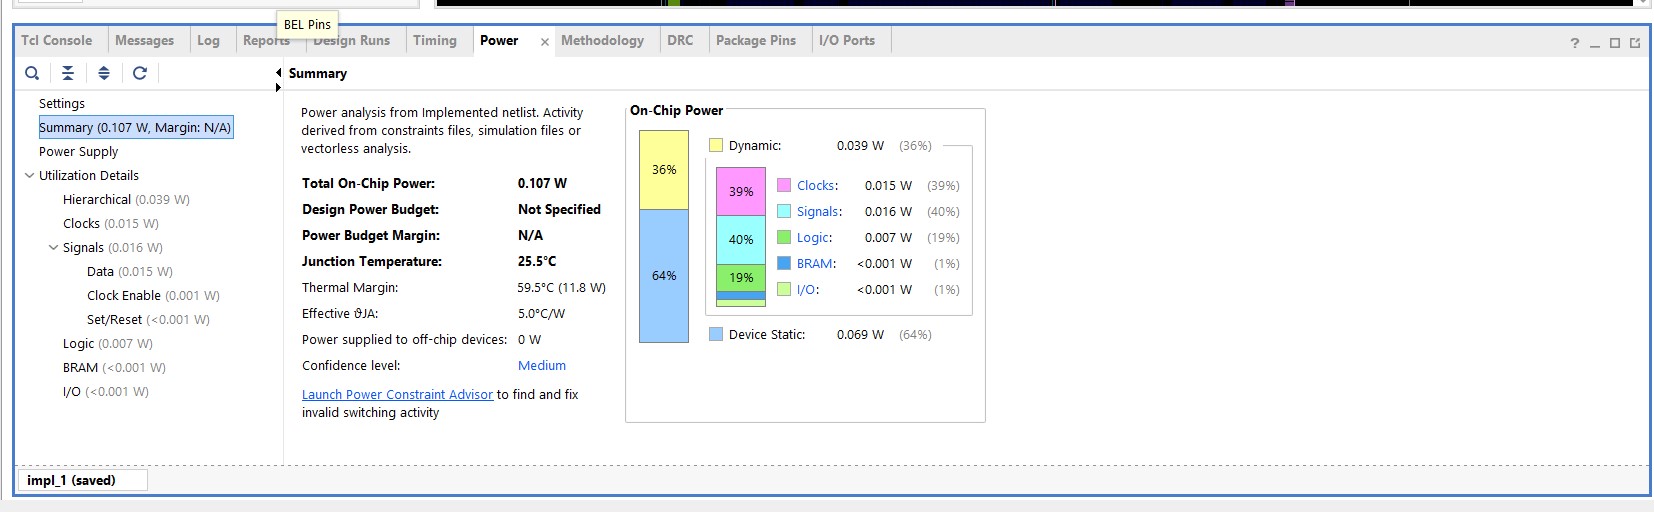 BEL Pins
Tcl Console Messages Log Reports Design Runs Timing Power × Methodology DRC Package Pins I/O Ports ?
Summary
Settings
Summary (0.107 W, Margin: N/A)
Power Supply
Utilization Details
Hierarchical (0.039 W)
Clocks (0.015 W)
Signals (0.016 W)
Data (0.015 W)
Clock Enable (0.001 W)
Set/Reset (<0.001 W)
Logic (0.007 W)
BRAM (<0.001 W)
I/O (<0.001 W)
Power analysis from Implemented netlist. Activity
derived from constraints files, simulation files or
vectorless analysis.
Total On-Chip Power: 0.107 W
Design Power Budget: Not Specified
Power Budget Margin: N/A
Junction Temperature: 25.5°C
Thermal Margin: 59.5°C (11.8 W)
Effective ϑJA: 5.0°C/W
Power supplied to off-chip devices: 0 W
Confidence level: Medium
Launch Power Constraint Advisor to find and fix
invalid switching activity
On-Chip Power
36%
64%
Dynamic: 0.039 W (36%)
39%
40%
19%
Clocks: 0.015 W (39%)
Signals: 0.016 W (40%)
Logic: 0.007 W (19%)
BRAM: <0.001 W (1%)
I/O: <0.001 W (1%)
Device Static: 0.069 W (64%)
impl_1 (saved)